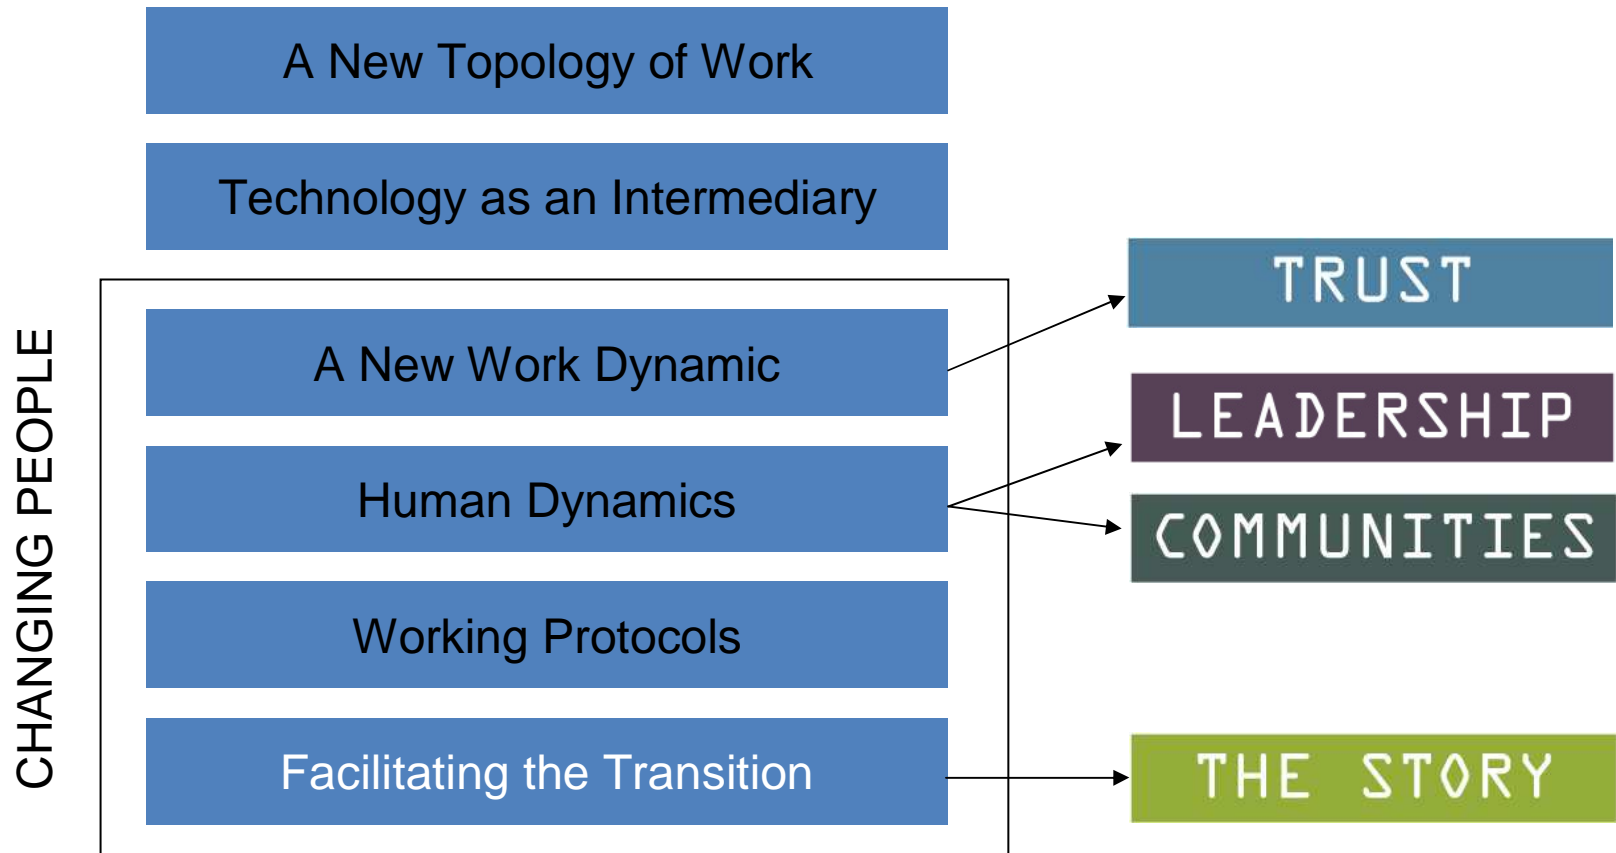 A New Topology of Work
Technology as an Intermediary
CHANGING PEOPLE
A New Work Dynamic
Human Dynamics
Working Protocols
Facilitating the Transition
TRUST
LEADERSHIP
COMMUNITIES
THE STORY